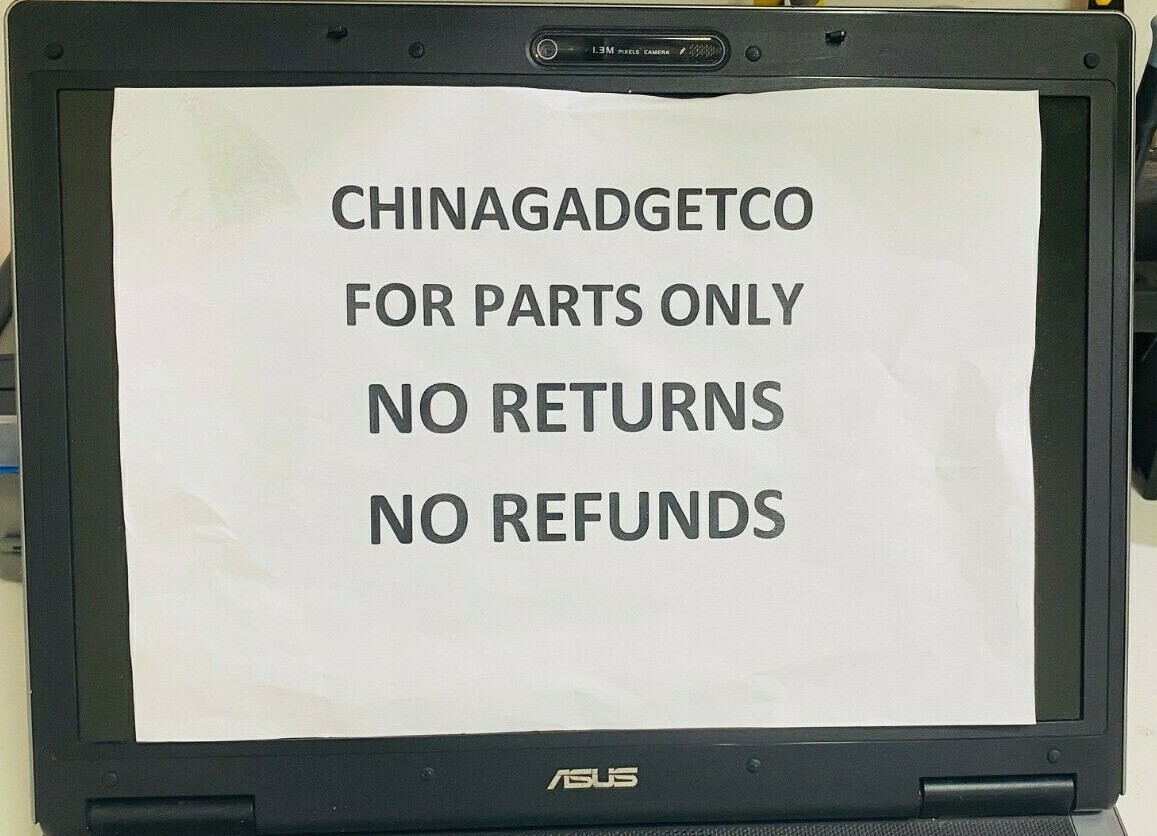 1.3M PIXELS CAMERA
CHINAGADGETCO
FOR PARTS ONLY
NO RETURNS
NO REFUNDS
ASUS